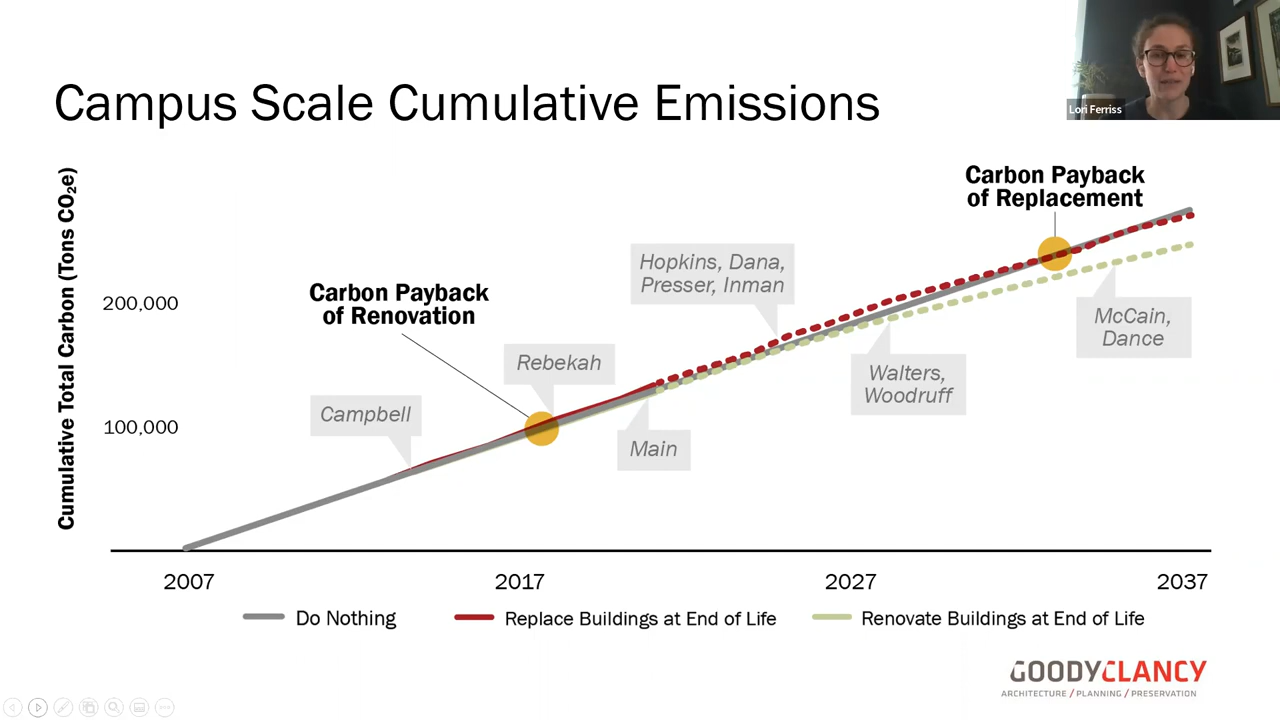 Campus Scale Cumulative Emissions
Lori Ferriss
Cumulative Total Carbon (Tons CO₂e)
200,000
100,000
Carbon Payback
of Renovation
Carbon Payback
of Replacement
Campbell
Rebekah
Main
Hopkins, Dana,
Presser, Inman
Walters,
Woodruff
McCain,
Dance
2007
2017
2027
2037
Do Nothing
Replace Buildings at End of Life
Renovate Buildings at End of Life
GOODYCLANCY
ARCHITECTURE / PLANNING / PRESERVATION